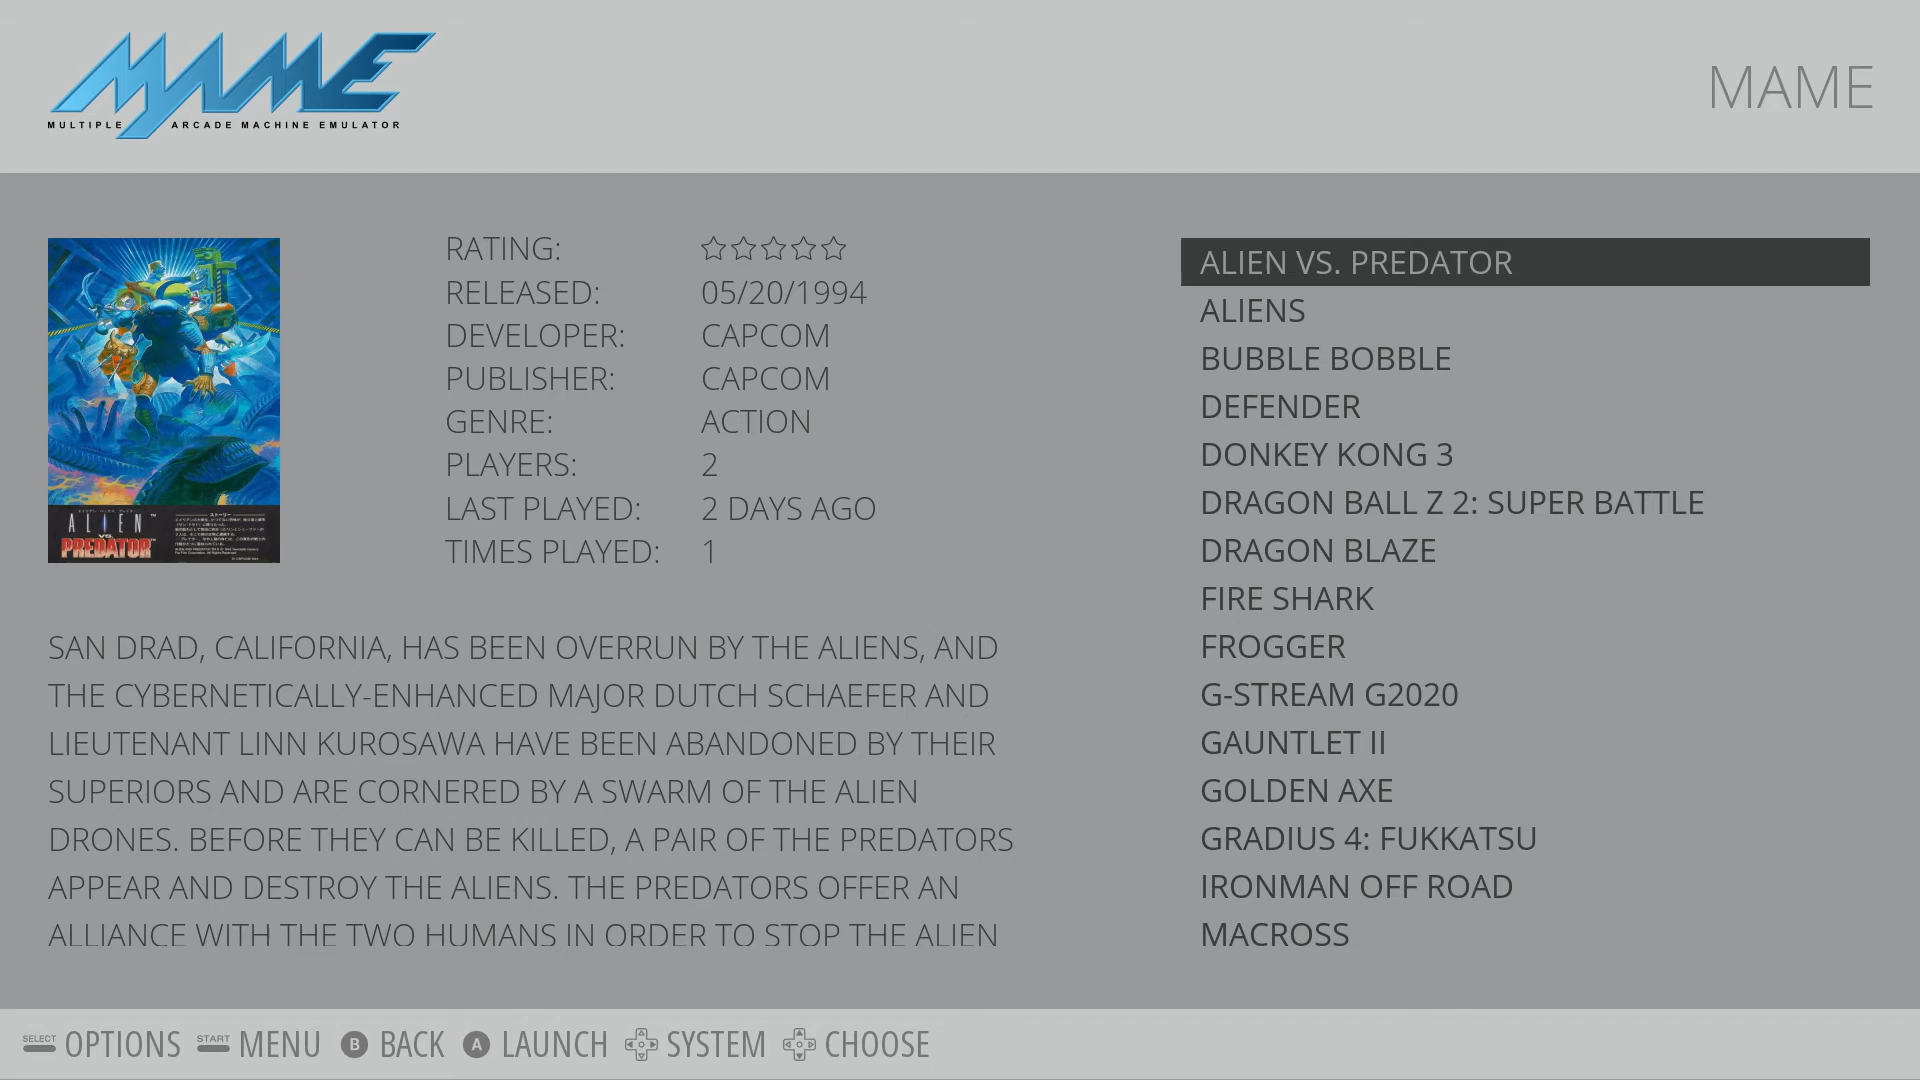 MAME
MULTIPLE ARCADE MACHINE EMULATOR
MAME
ALIEN™
VS.
PREDATOR™
RATING:
RELEASED: 05/20/1994
DEVELOPER: CAPCOM
PUBLISHER: CAPCOM
GENRE: ACTION
PLAYERS: 2
LAST PLAYED: 2 DAYS AGO
TIMES PLAYED: 1
SAN DRAD, CALIFORNIA, HAS BEEN OVERRUN BY THE ALIENS, AND
THE CYBERNETICALLY-ENHANCED MAJOR DUTCH SCHAEFER AND
LIEUTENANT LINN KUROSAWA HAVE BEEN ABANDONED BY THEIR
SUPERIORS AND ARE CORNERED BY A SWARM OF THE ALIEN
DRONES. BEFORE THEY CAN BE KILLED, A PAIR OF THE PREDATORS
APPEAR AND DESTROY THE ALIENS. THE PREDATORS OFFER AN
ALLIANCE WITH THE TWO HUMANS IN ORDER TO STOP THE ALIEN
ALIEN VS. PREDATOR
ALIENS
BUBBLE BOBBLE
DEFENDER
DONKEY KONG 3
DRAGON BALL Z 2: SUPER BATTLE
DRAGON BLAZE
FIRE SHARK
FROGGER
G-STREAM G2020
GAUNTLET II
GOLDEN AXE
GRADIUS 4: FUKKATSU
IRONMAN OFF ROAD
MACROSS
SELECT OPTIONS START MENU B BACK A LAUNCH SYSTEM CHOOSE